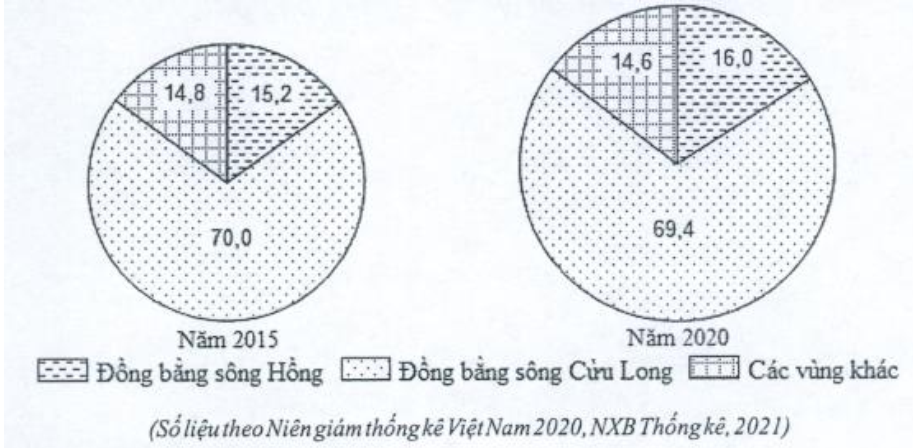 14,8 15,2
70,0
14,6 16,0
69,4
Năm 2015 Năm 2020
Đồng bằng sông Hồng Đồng bằng sông Cửu Long Các vùng khác
(Số liệu theo Niên giám thống kê Việt Nam 2020, NXB Thống kê, 2021)